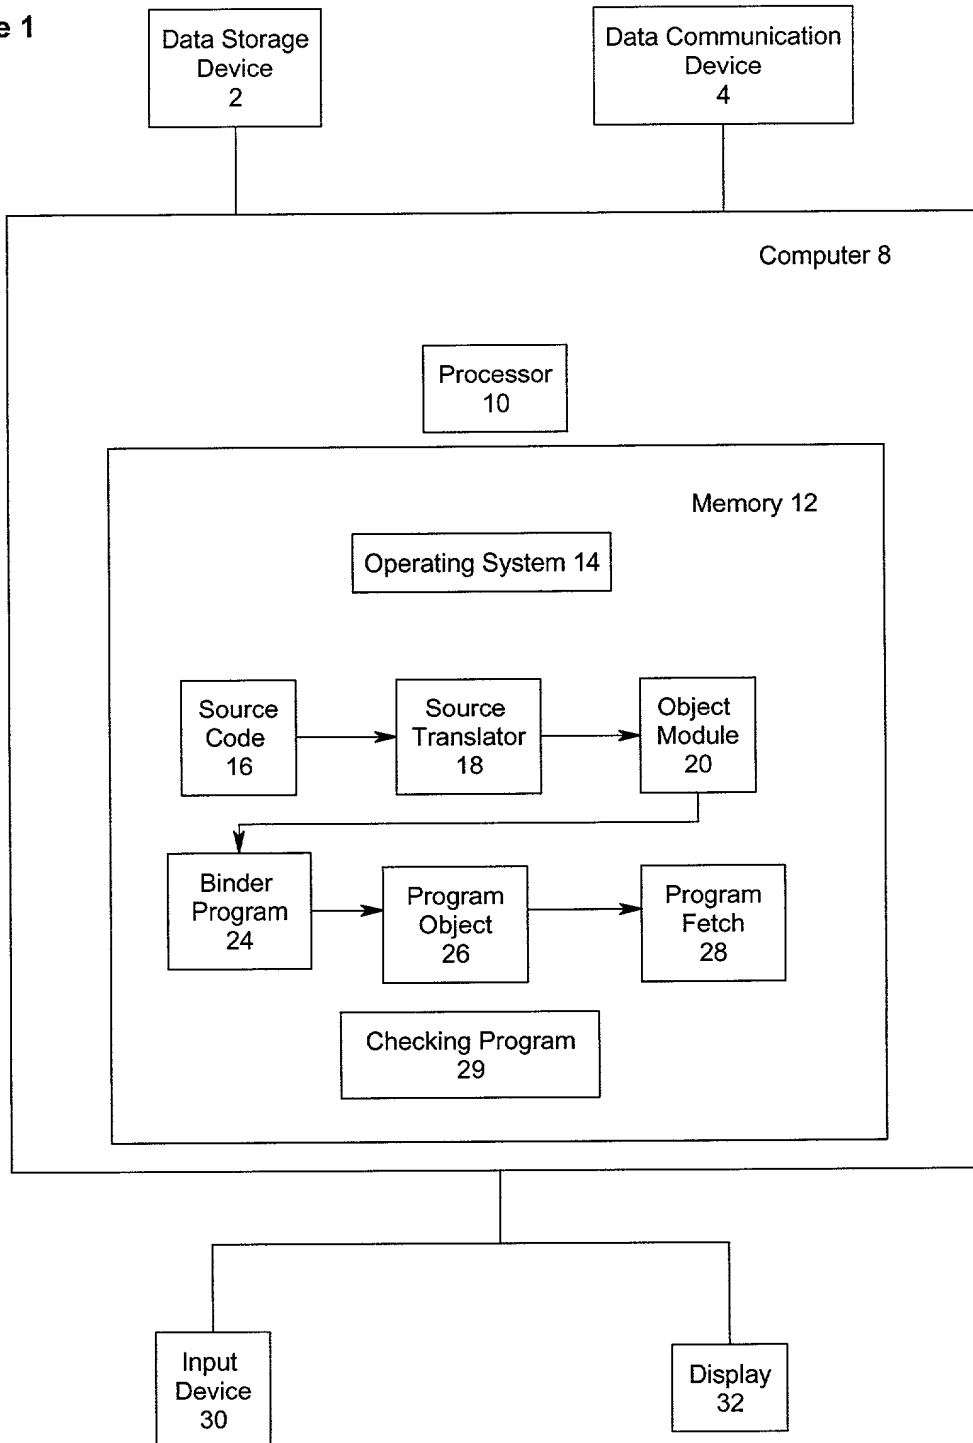 e 1
Data Storage
Device
2
Data Communication
Device
4
Computer 8
Processor
10
Memory 12
Operating System 14
Source
Code
16
Source
Translator
18
Object
Module
20
Binder
Program
24
Program
Object
26
Program
Fetch
28
Checking Program
29
Input
Device
30
Display
32